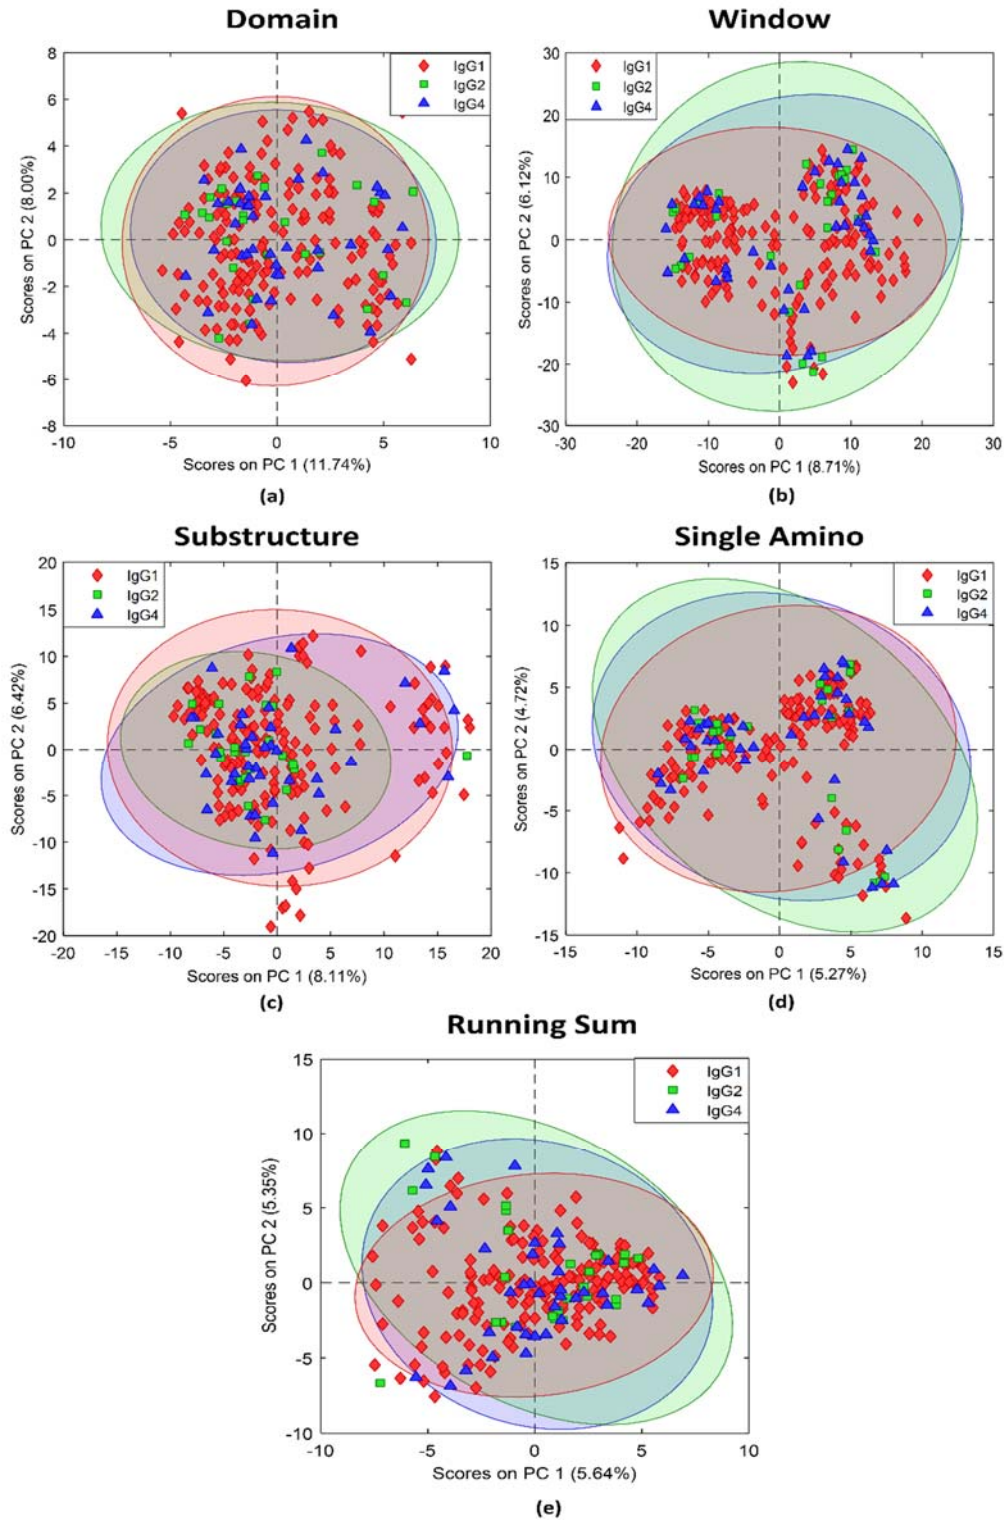 Domain
Window
8
6
4
2
0
-2
-4
-6
-8
Scores on PC 2 (8.00%)
IgG1
IgG2
IgG4
-10
-5
0
5
10
Scores on PC 1 (11.74%)
(a)
30
20
10
0
-10
-20
-30
Scores on PC 2 (6.12%)
IgG1
IgG2
IgG4
-30
-20
-10
0
10
20
30
Scores on PC 1 (8.71%)
(b)
Substructure
Single Amino
20
15
10
5
0
-5
-10
-15
-20
Scores on PC 2 (6.42%)
IgG1
IgG2
IgG4
-20
-15
-10
-5
0
5
10
15
20
Scores on PC 1 (8.11%)
(c)
15
10
5
0
-5
-10
-15
Scores on PC 2 (4.72%)
IgG1
IgG2
IgG4
-15
-10
-5
0
5
10
15
Scores on PC 1 (5.27%)
(d)
Running Sum
15
10
5
0
-5
-10
Scores on PC 2 (5.35%)
IgG1
IgG2
IgG4
-10
-5
0
5
10
Scores on PC 1 (5.64%)
(e)